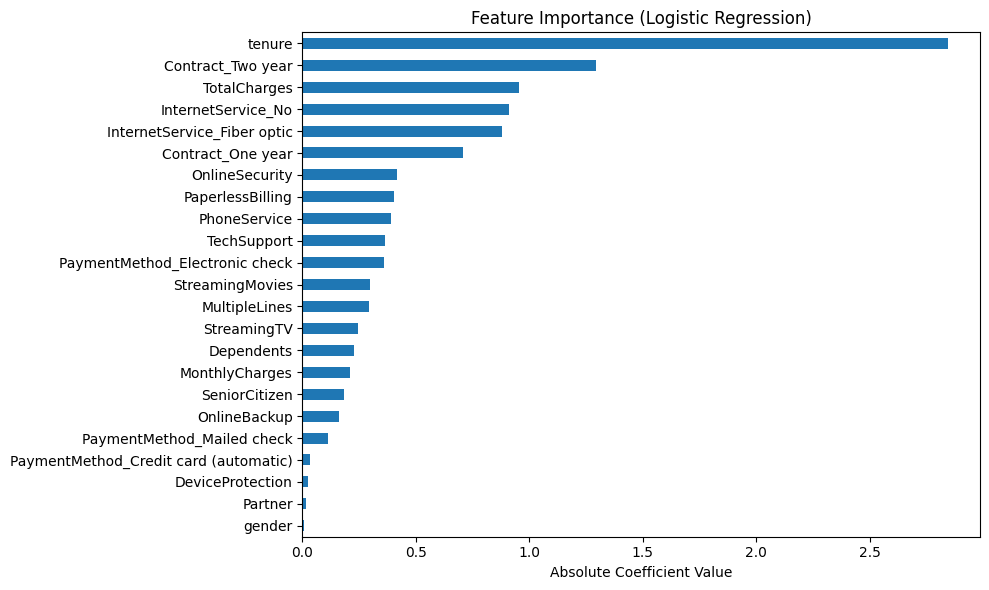 Feature Importance (Logistic Regression)
tenure
Contract_Two year
TotalCharges
InternetService_No
InternetService_Fiber optic
Contract_One year
OnlineSecurity
PaperlessBilling
PhoneService
TechSupport
PaymentMethod_Electronic check
StreamingMovies
MultipleLines
StreamingTV
Dependents
MonthlyCharges
SeniorCitizen
OnlineBackup
PaymentMethod_Mailed check
PaymentMethod_Credit card (automatic)
DeviceProtection
Partner
gender
0.0 0.5 1.0 1.5 2.0 2.5
Absolute Coefficient Value